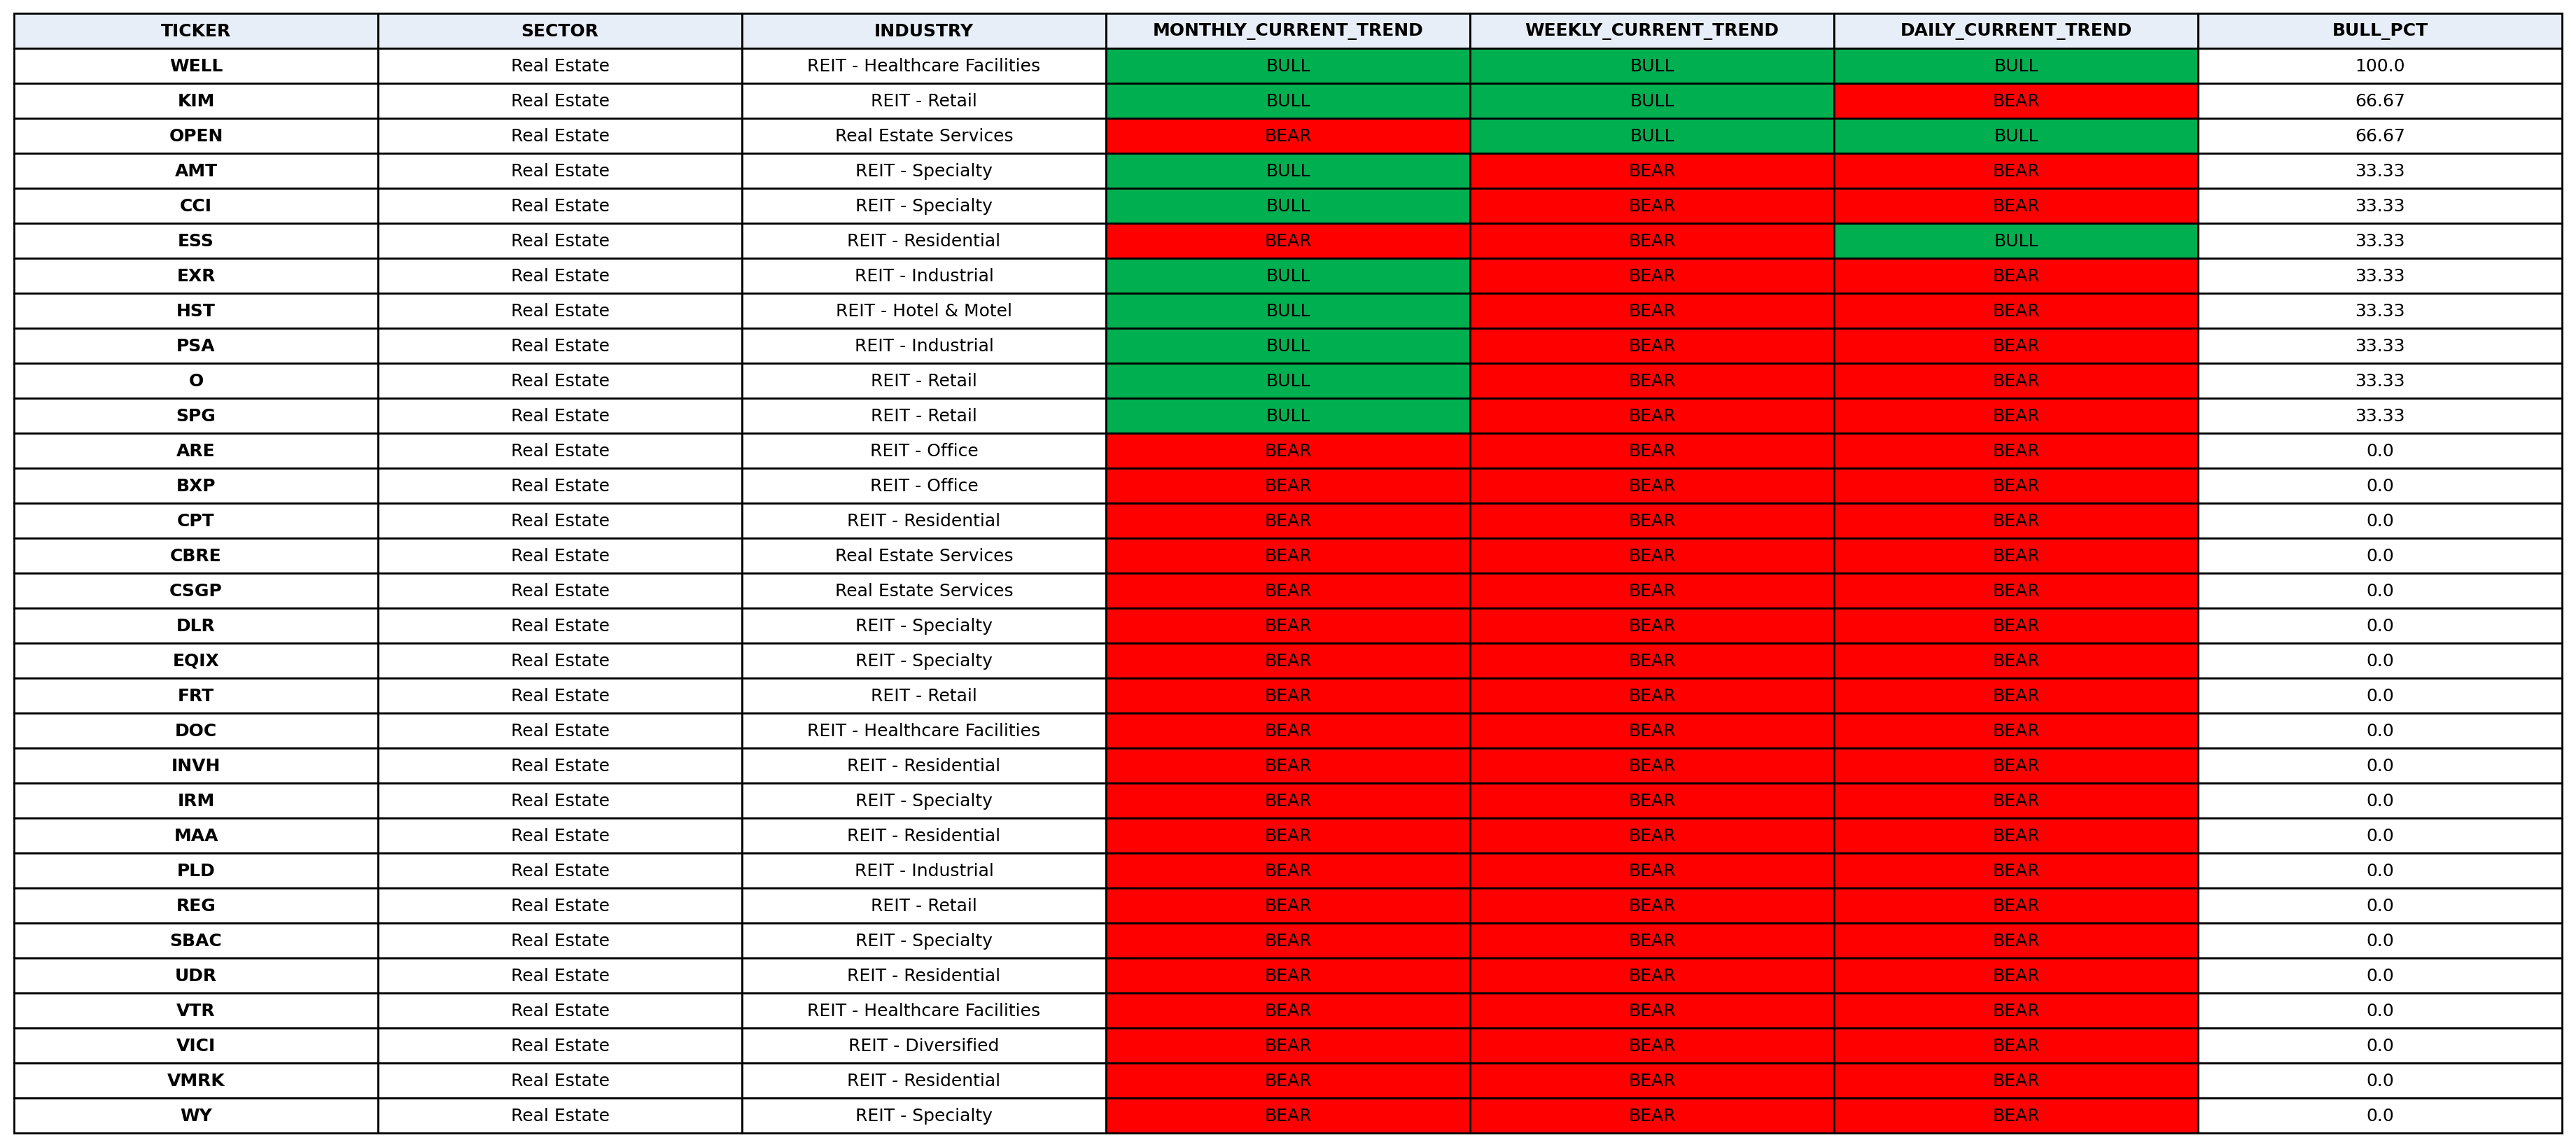 TICKER SECTOR INDUSTRY MONTHLY_CURRENT_TREND WEEKLY_CURRENT_TREND DAILY_CURRENT_TREND BULL_PCT
WELL Real Estate REIT - Healthcare Facilities BULL BULL BULL 100.0
KIM Real Estate REIT - Retail BULL BULL BEAR 66.67
OPEN Real Estate Real Estate Services BEAR BULL BULL 66.67
AMT Real Estate REIT - Specialty BULL BEAR BEAR 33.33
CCI Real Estate REIT - Specialty BULL BEAR BEAR 33.33
ESS Real Estate REIT - Residential BEAR BEAR BULL 33.33
EXR Real Estate REIT - Industrial BULL BEAR BEAR 33.33
HST Real Estate REIT - Hotel & Motel BULL BEAR BEAR 33.33
PSA Real Estate REIT - Industrial BULL BEAR BEAR 33.33
O Real Estate REIT - Retail BULL BEAR BEAR 33.33
SPG Real Estate REIT - Retail BULL BEAR BEAR 33.33
ARE Real Estate REIT - Office BEAR BEAR BEAR 0.0
BXP Real Estate REIT - Office BEAR BEAR BEAR 0.0
CPT Real Estate REIT - Residential BEAR BEAR BEAR 0.0
CBRE Real Estate Real Estate Services BEAR BEAR BEAR 0.0
CSGP Real Estate Real Estate Services BEAR BEAR BEAR 0.0
DLR Real Estate REIT - Specialty BEAR BEAR BEAR 0.0
EQIX Real Estate REIT - Specialty BEAR BEAR BEAR 0.0
FRT Real Estate REIT - Retail BEAR BEAR BEAR 0.0
DOC Real Estate REIT - Healthcare Facilities BEAR BEAR BEAR 0.0
INVH Real Estate REIT - Residential BEAR BEAR BEAR 0.0
IRM Real Estate REIT - Specialty BEAR BEAR BEAR 0.0
MAA Real Estate REIT - Residential BEAR BEAR BEAR 0.0
PLD Real Estate REIT - Industrial BEAR BEAR BEAR 0.0
REG Real Estate REIT - Retail BEAR BEAR BEAR 0.0
SBAC Real Estate REIT - Specialty BEAR BEAR BEAR 0.0
UDR Real Estate REIT - Residential BEAR BEAR BEAR 0.0
VTR Real Estate REIT - Healthcare Facilities BEAR BEAR BEAR 0.0
VICI Real Estate REIT - Diversified BEAR BEAR BEAR 0.0
VMRK Real Estate REIT - Residential BEAR BEAR BEAR 0.0
WY Real Estate REIT - Specialty BEAR BEAR BEAR 0.0